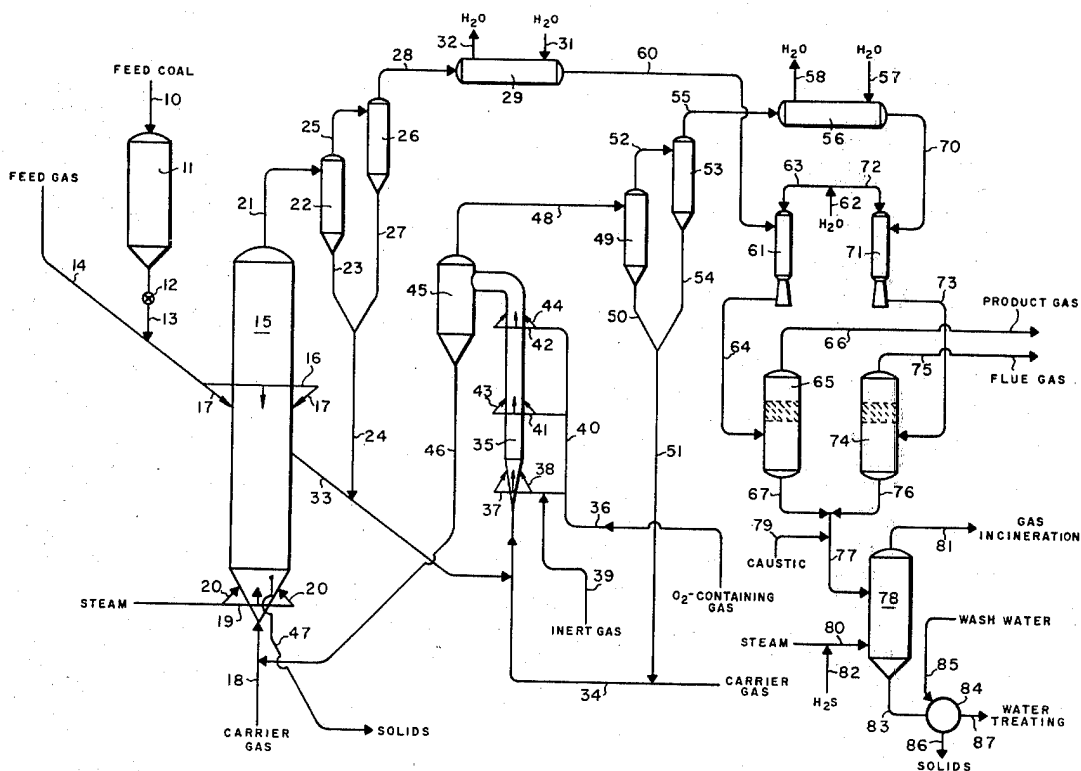 H2O
H2O
32
31
28
29
60
FEED COAL
10
11
FEED GAS
14
12
13
25
26
21
22
27
23
15
16
17
17
24
33
H2O
H2O
58
57
55
56
70
52
53
48
49
54
50
63
72
62
H2O
61
71
73
PRODUCT GAS
64
66
75
FLUE GAS
65
74
67
76
45
44
42
43
41
40
35
46
38
37
36
51
39
INERT GAS
O2-CONTAINING
GAS
79
CAUSTIC
77
GAS
INCINERATION
81
78
STEAM
20
20
19
47
18
CARRIER
GAS
SOLIDS
34
CARRIER
GAS
STEAM
80
82
H2S
WASH WATER
85
84
83
WATER
TREATING
87
86
SOLIDS